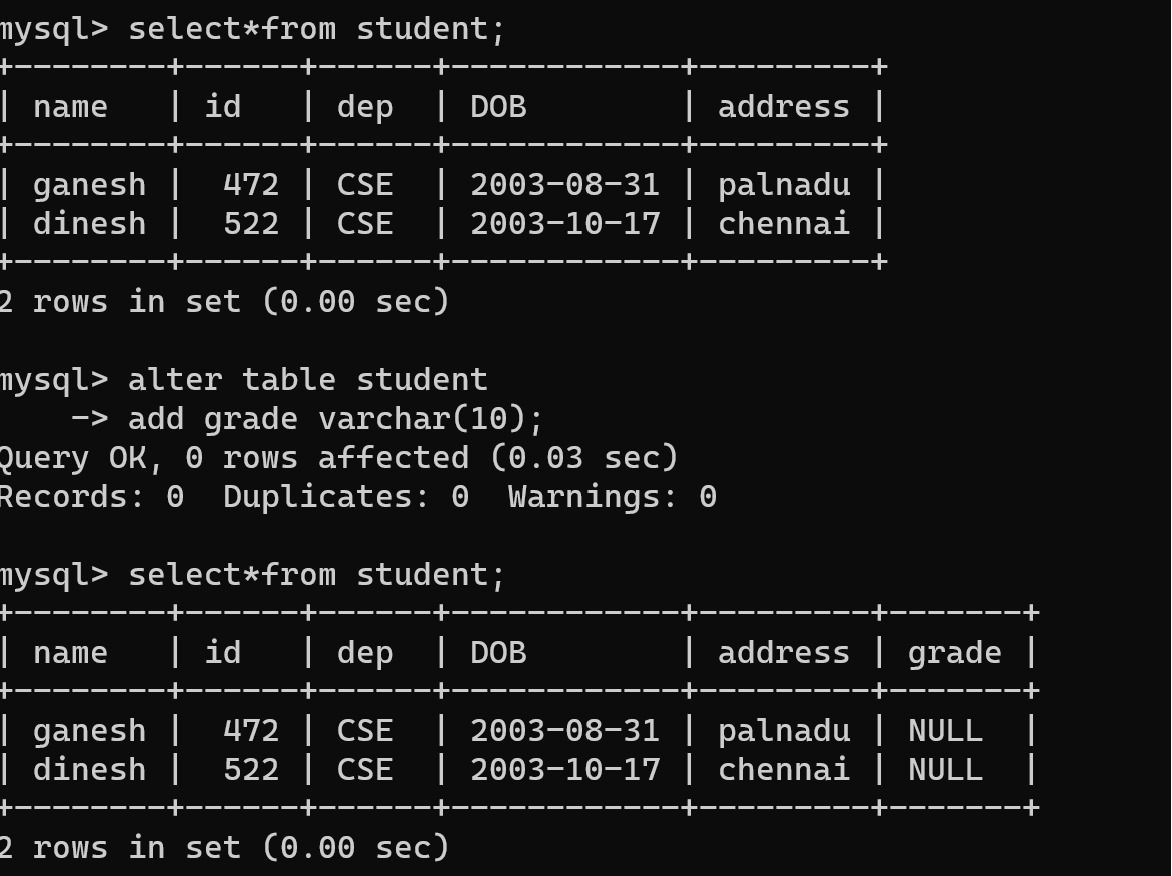 mysql> select*from student;
+--------+------+------+------------+---------+
| name   | id   | dep  | DOB        | address |
+--------+------+------+------------+---------+
| ganesh |  472 | CSE  | 2003-08-31 | palnadu |
| dinesh |  522 | CSE  | 2003-10-17 | chennai |
+--------+------+------+------------+---------+
2 rows in set (0.00 sec)

mysql> alter table student
    -> add grade varchar(10);
Query OK, 0 rows affected (0.03 sec)
Records: 0  Duplicates: 0  Warnings: 0

mysql> select*from student;
+--------+------+------+------------+---------+-------+
| name   | id   | dep  | DOB        | address | grade |
+--------+------+------+------------+---------+-------+
| ganesh |  472 | CSE  | 2003-08-31 | palnadu | NULL  |
| dinesh |  522 | CSE  | 2003-10-17 | chennai | NULL  |
+--------+------+------+------------+---------+-------+
2 rows in set (0.00 sec)